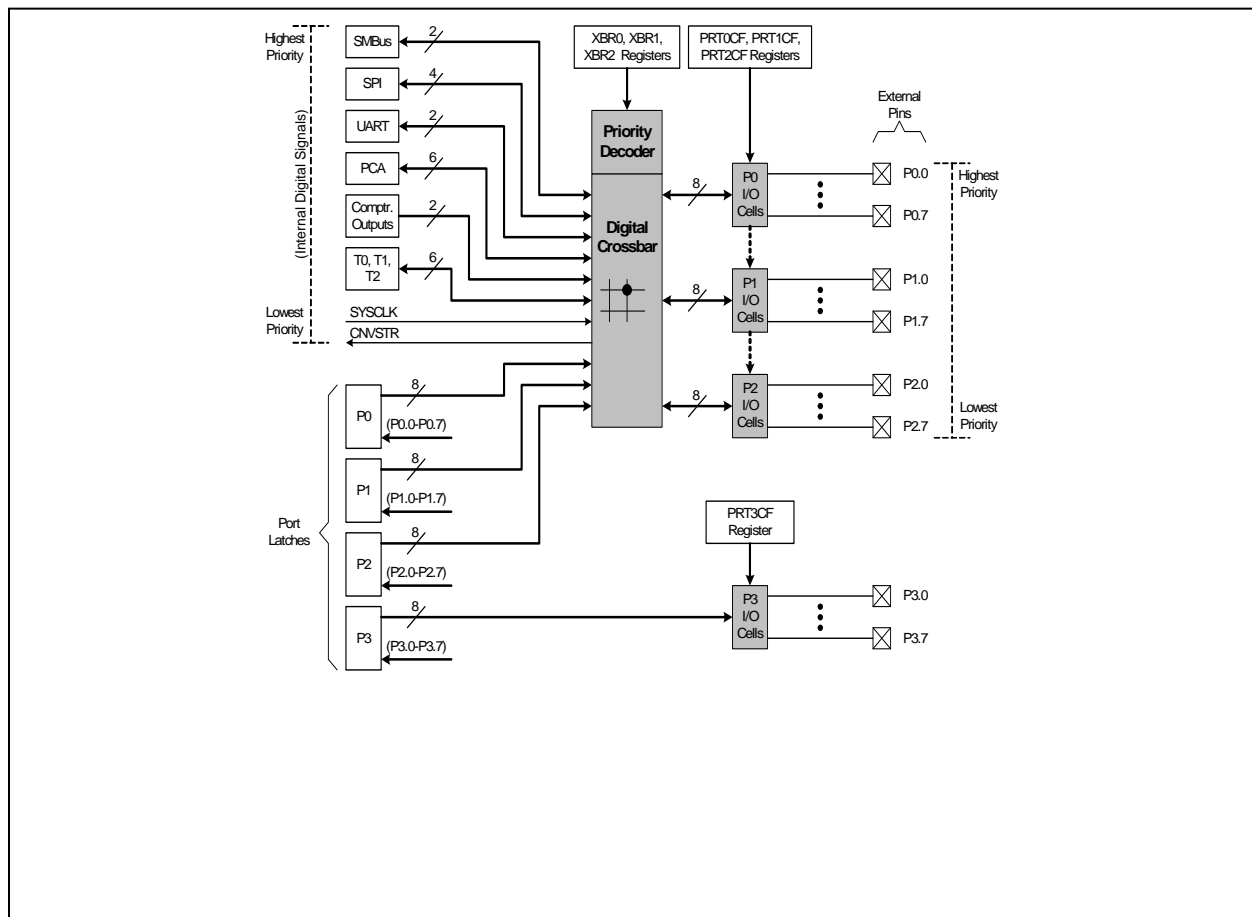 Highest
Priority
(Internal Digital Signals)
Lowest
Priority
SMBus
2
SPI
4
UART
2
PCA
6
Comptr.
Outputs
2
T0, T1,
T2
6
SYSCLK
CNVSTR
XBR0, XBR1,
XBR2 Registers
PRT0CF, PRT1CF,
PRT2CF Registers
Priority
Decoder
Digital
Crossbar
8
P0
I/O
Cells
8
P1
I/O
Cells
8
P2
I/O
Cells
External
Pins
P0.0
P0.7
P1.0
P1.7
P2.0
P2.7
Highest
Priority
Lowest
Priority
Port
Latches
P0
8
(P0.0-P0.7)
P1
8
(P1.0-P1.7)
P2
8
(P2.0-P2.7)
P3
8
(P3.0-P3.7)
PRT3CF
Register
P3
I/O
Cells
P3.0
P3.7